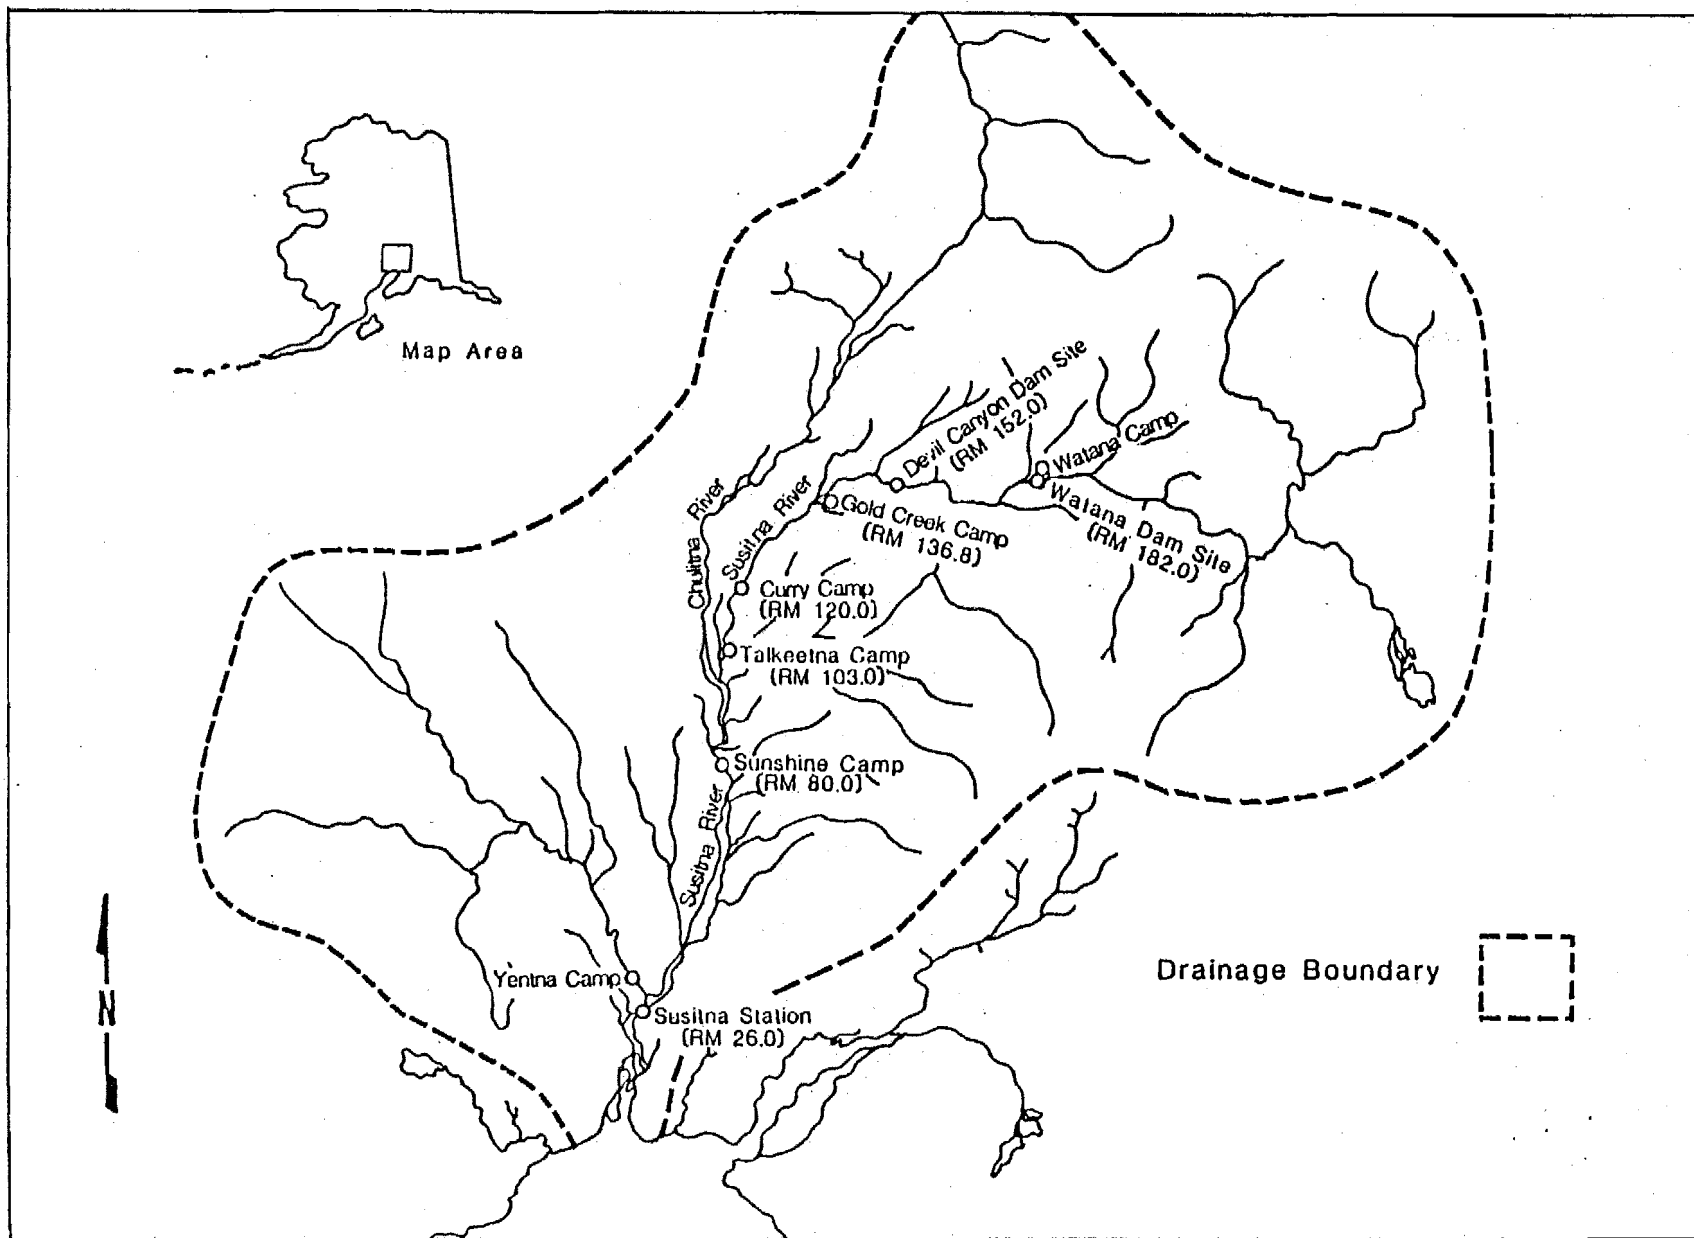 Map Area
Devil Canyon Dam Site
(RM 152.0)
Watana Camp
Watana Dam Site
(RM 182.0)
Gold Creek Camp
(RM 136.8)
Chulitna River
Susitna River
Curry Camp
(RM 120.0)
Talkeetna Camp
(RM 103.0)
Sunshine Camp
(RM 80.0)
Susitna River
Yentna Camp
Susitna Station
(RM 26.0)
Drainage Boundary
N